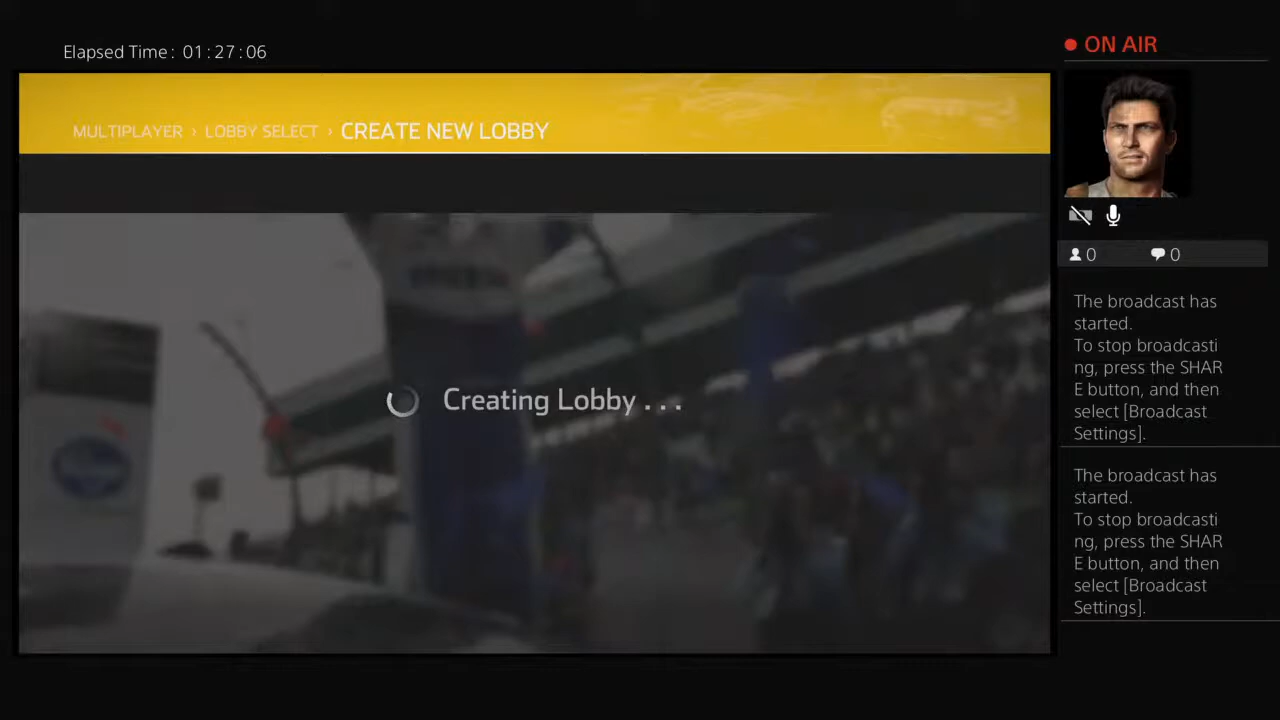 Elapsed Time: 01:27:06
ON AIR
MULTIPLAYER › LOBBY SELECT › CREATE NEW LOBBY
0 0
The broadcast has
started.
To stop broadcasti
ng, press the SHAR
E button, and then
select [Broadcast
Settings].
Creating Lobby . . .
The broadcast has
started.
To stop broadcasti
ng, press the SHAR
E button, and then
select [Broadcast
Settings].